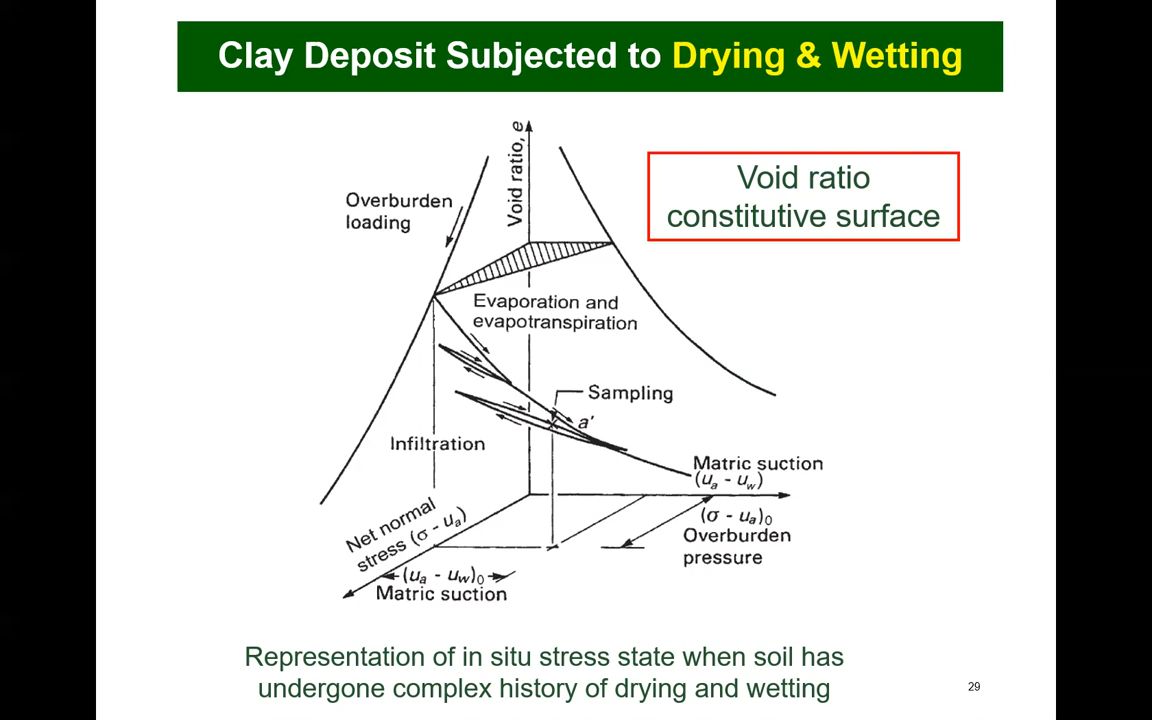 Clay Deposit Subjected to Drying & Wetting
Void ratio, e
Void ratio
constitutive surface
Overburden
loading
Evaporation and
evapotranspiration
Sampling
a'
Infiltration
Matric suction
(uₐ - u_w)
Net normal
stress (σ - uₐ)
(σ - uₐ)₀
Overburden
pressure
(uₐ - u_w)₀
Matric suction
Representation of in situ stress state when soil has
undergone complex history of drying and wetting
29